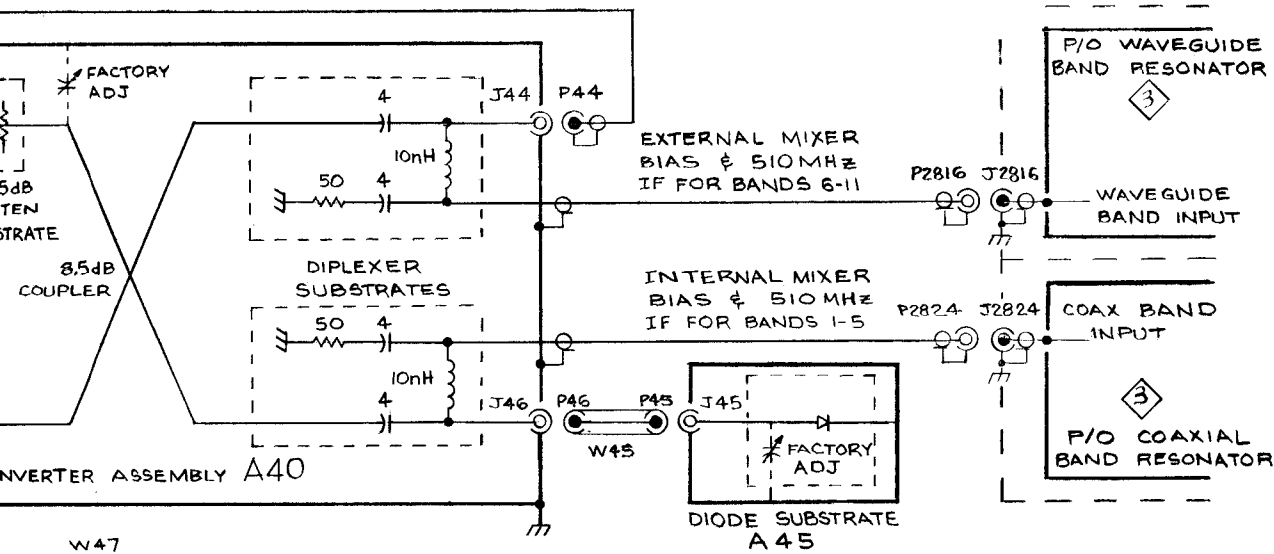 FACTORY
ADJ
4
J44
P44
10nH
50
4
5dB
TEN
STRATE
8.5dB
COUPLER
DIPLEXER
SUBSTRATES
50
4
10nH
4
J46
P46
P45
J45
W45
FACTORY
ADJ
DIODE SUBSTRATE
A45
EXTERNAL MIXER
BIAS & 510MHz
IF FOR BANDS 6-11
P2816
J2816
P/O WAVEGUIDE
BAND RESONATOR
3
WAVEGUIDE
BAND INPUT
INTERNAL MIXER
BIAS & 510MHz
IF FOR BANDS 1-5
P2824
J2824
COAX BAND
INPUT
3
P/O COAXIAL
BAND RESONATOR
NVERTER ASSEMBLY A40
W47